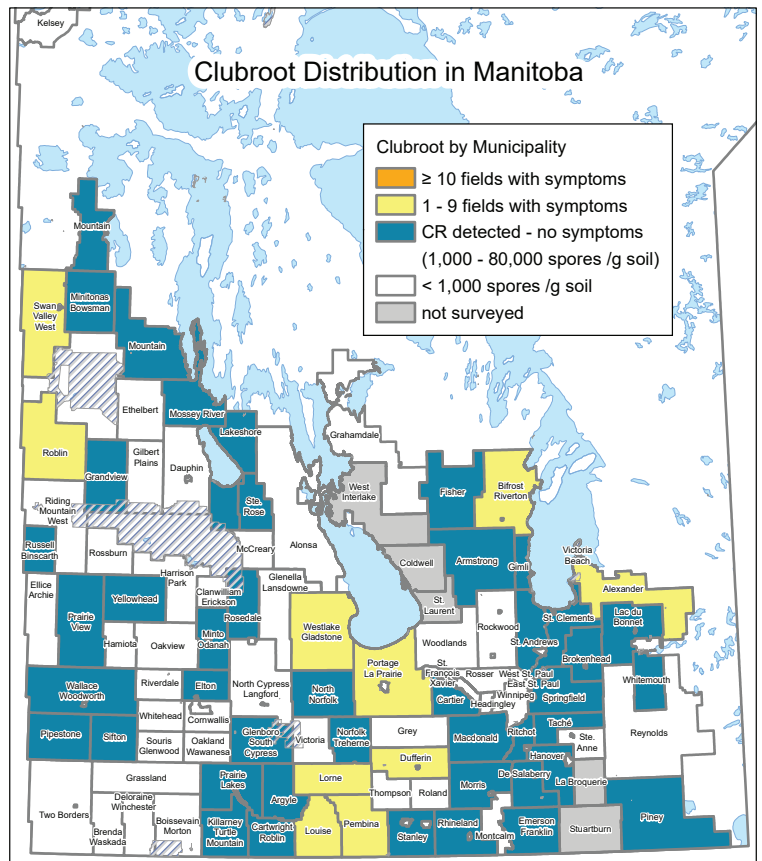 Kelsey
Clubroot Distribution in Manitoba
Clubroot by Municipality
≥ 10 fields with symptoms
1 - 9 fields with symptoms
CR detected - no symptoms
(1,000 - 80,000 spores /g soil)
< 1,000 spores /g soil
not surveyed
Mountain
Swan
Valley
West
Minitonas
Bowsman
Mountain
Ethelbert
Mossey River
Lakeshore
Grahamdale
Roblin
Grandview
Gilbert
Plains
Dauphin
Ste.
Rose
West
Interlake
Fisher
Bifrost
Riverton
Riding
Mountain
West
Russell
Binscarth
Rossburn
McCreary
Alonsa
Coldwell
Armstrong
Gimli
Victoria
Beach
Alexander
Ellice
Archie
Harrison
Park
Clanwilliam
Erickson
Glenella
Lansdowne
St.
Laurent
St. Clements
Lac du
Bonnet
Prairie
View
Yellowhead
Rosedale
Westlake
Gladstone
Woodlands
Rockwood
St. Andrews
Hamiota
Oakview
Minto
Odanah
Portage
La Prairie
Brokenhead
Wallace
Woodworth
Riverdale
Elton
North Cypress
Langford
North
Norfolk
St.
François
Xavier
Rosser
West St. Paul
East St. Paul
Winnipeg
Springfield
Whitemouth
Cartier
Headingley
Whitehead
Cornwallis
Pipestone
Sifton
Souris
Glenwood
Oakland
Wawanesa
Glenboro
South
Cypress
Victoria
Norfolk
Treherne
Grey
Macdonald
Ritchot
Taché
Ste.
Anne
Reynolds
Hanover
Dufferin
Grassland
Prairie
Lakes
Lorne
De Salaberry
La Broquerie
Thompson
Roland
Morris
Two Borders
Deloraine
Winchester
Argyle
Brenda
Waskada
Boissevain
Morton
Killarney
Turtle
Mountain
Cartwright
Roblin
Louise
Pembina
Stanley
Rhineland
Montcalm
Emerson
Franklin
Stuartburn
Piney